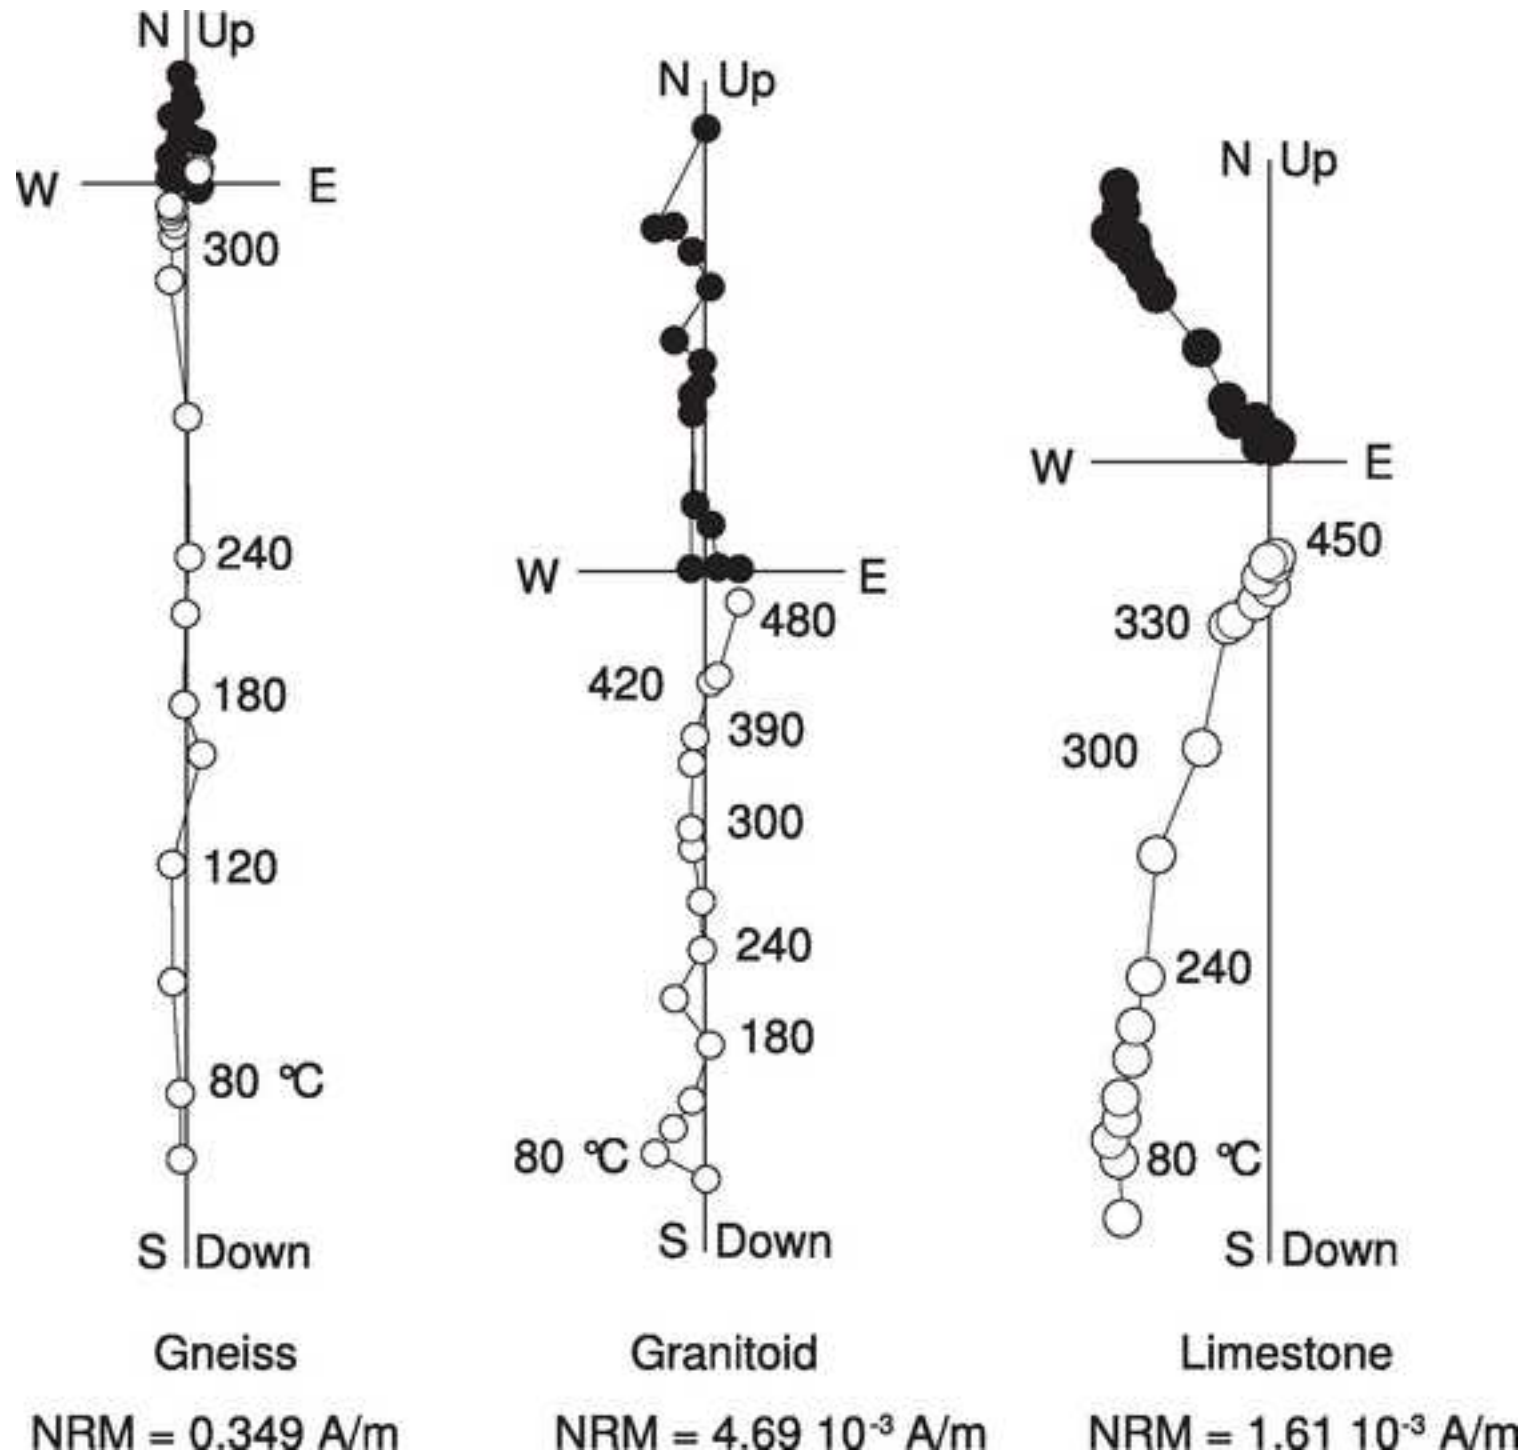 N Up
W E
300
240
180
120
80 °C
S Down
Gneiss
NRM = 0.349 A/m
N Up
W E
480
420
390
300
240
180
80 °C
S Down
Granitoid
NRM = 4.69 10⁻³ A/m
N Up
W E
450
330
300
240
80 °C
S Down
Limestone
NRM = 1.61 10⁻³ A/m